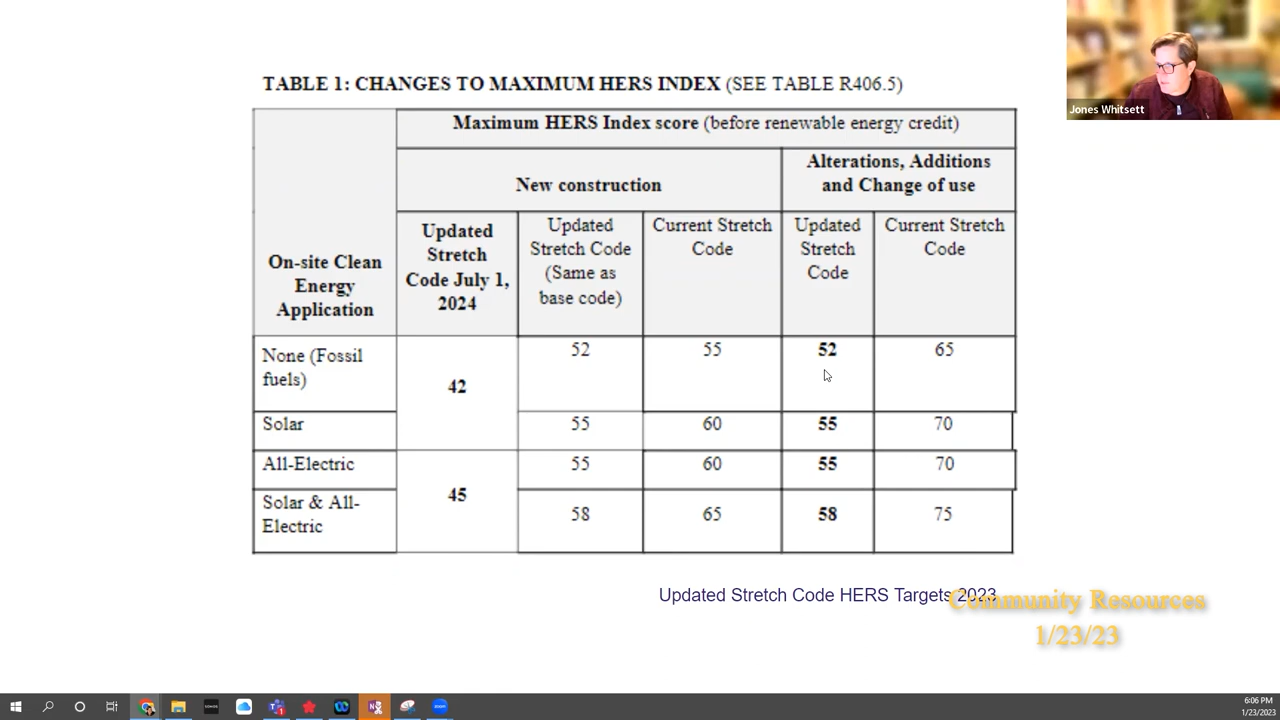 Jones Whitsett
TABLE 1: CHANGES TO MAXIMUM HERS INDEX (SEE TABLE R406.5)
Maximum HERS Index score (before renewable energy credit)
New construction
Alterations, Additions
and Change of use
On-site Clean
Energy
Application
Updated
Stretch
Code July 1,
2024
Updated
Stretch Code
(Same as
base code)
Current Stretch
Code
Updated
Stretch
Code
Current Stretch
Code
None (Fossil
fuels)
42
52
55
52
65
Solar
55
60
55
70
All-Electric
45
55
60
55
70
Solar & All-
Electric
58
65
58
75
Updated Stretch Code HERS Targets 2023
Community Resources
1/23/23
6:06 PM
1/23/2023